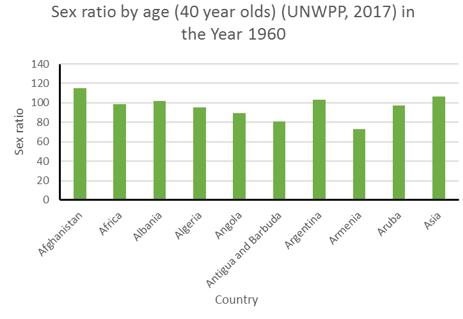 Sex ratio by age (40 year olds) (UNWPP, 2017) in
the Year 1960
140
120
100
80
60
40
20
0
Sex ratio
Afghanistan
Africa
Albania
Algeria
Angola
Antigua and Barbuda
Argentina
Armenia
Aruba
Asia
Country